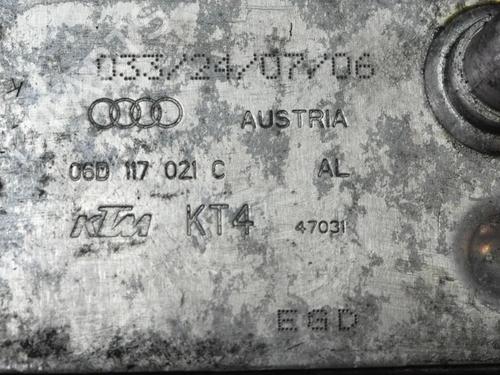 033/24/07/06
AUSTRIA
06D 117 021 C AL
KTM KT4 47031
EGD